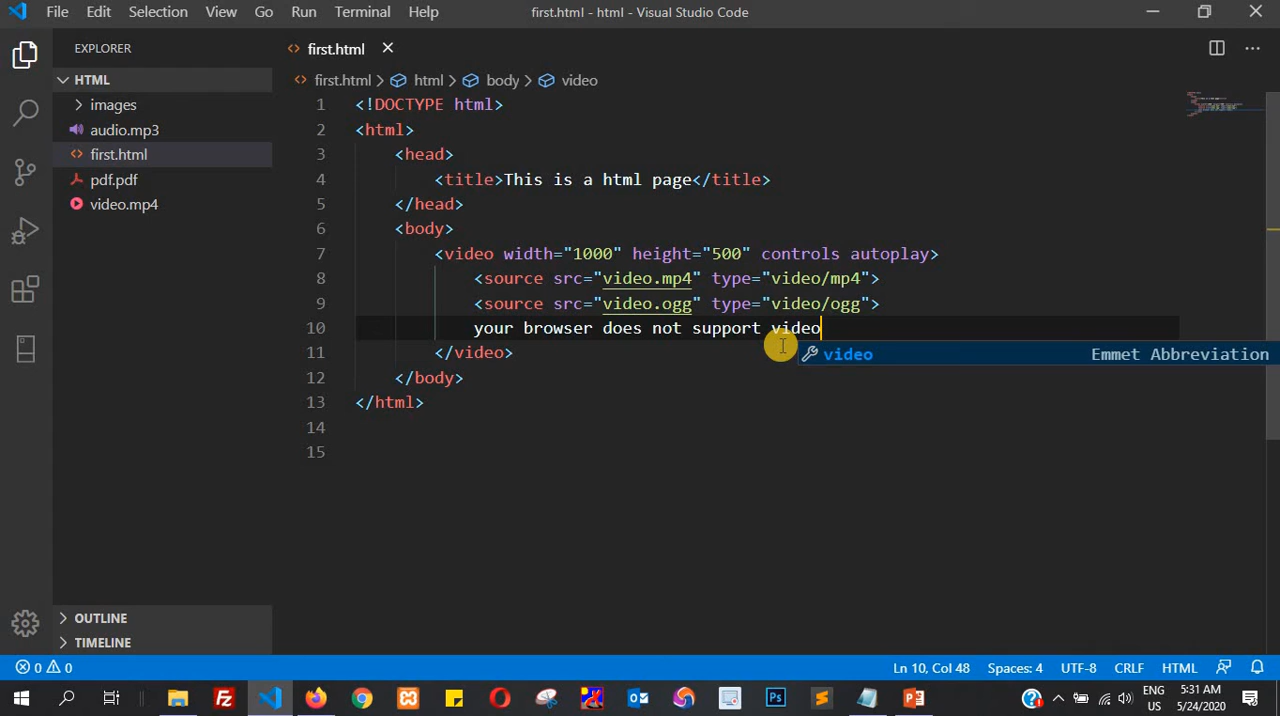 File Edit Selection View Go Run Terminal Help first.html - html - Visual Studio Code
EXPLORER
HTML
images
audio.mp3
first.html
pdf.pdf
video.mp4
OUTLINE
TIMELINE
first.html
first.html > html > body > video
1 <!DOCTYPE html>
2 <html>
3 <head>
4 <title>This is a html page</title>
5 </head>
6 <body>
7 <video width="1000" height="500" controls autoplay>
8 <source src="video.mp4" type="video/mp4">
9 <source src="video.ogg" type="video/ogg">
10 your browser does not support video
11 </video>
12 </body>
13 </html>
14
15
video Emmet Abbreviation
0 0 Ln 10, Col 48 Spaces: 4 UTF-8 CRLF HTML
ENG
US
5:31 AM
5/24/2020